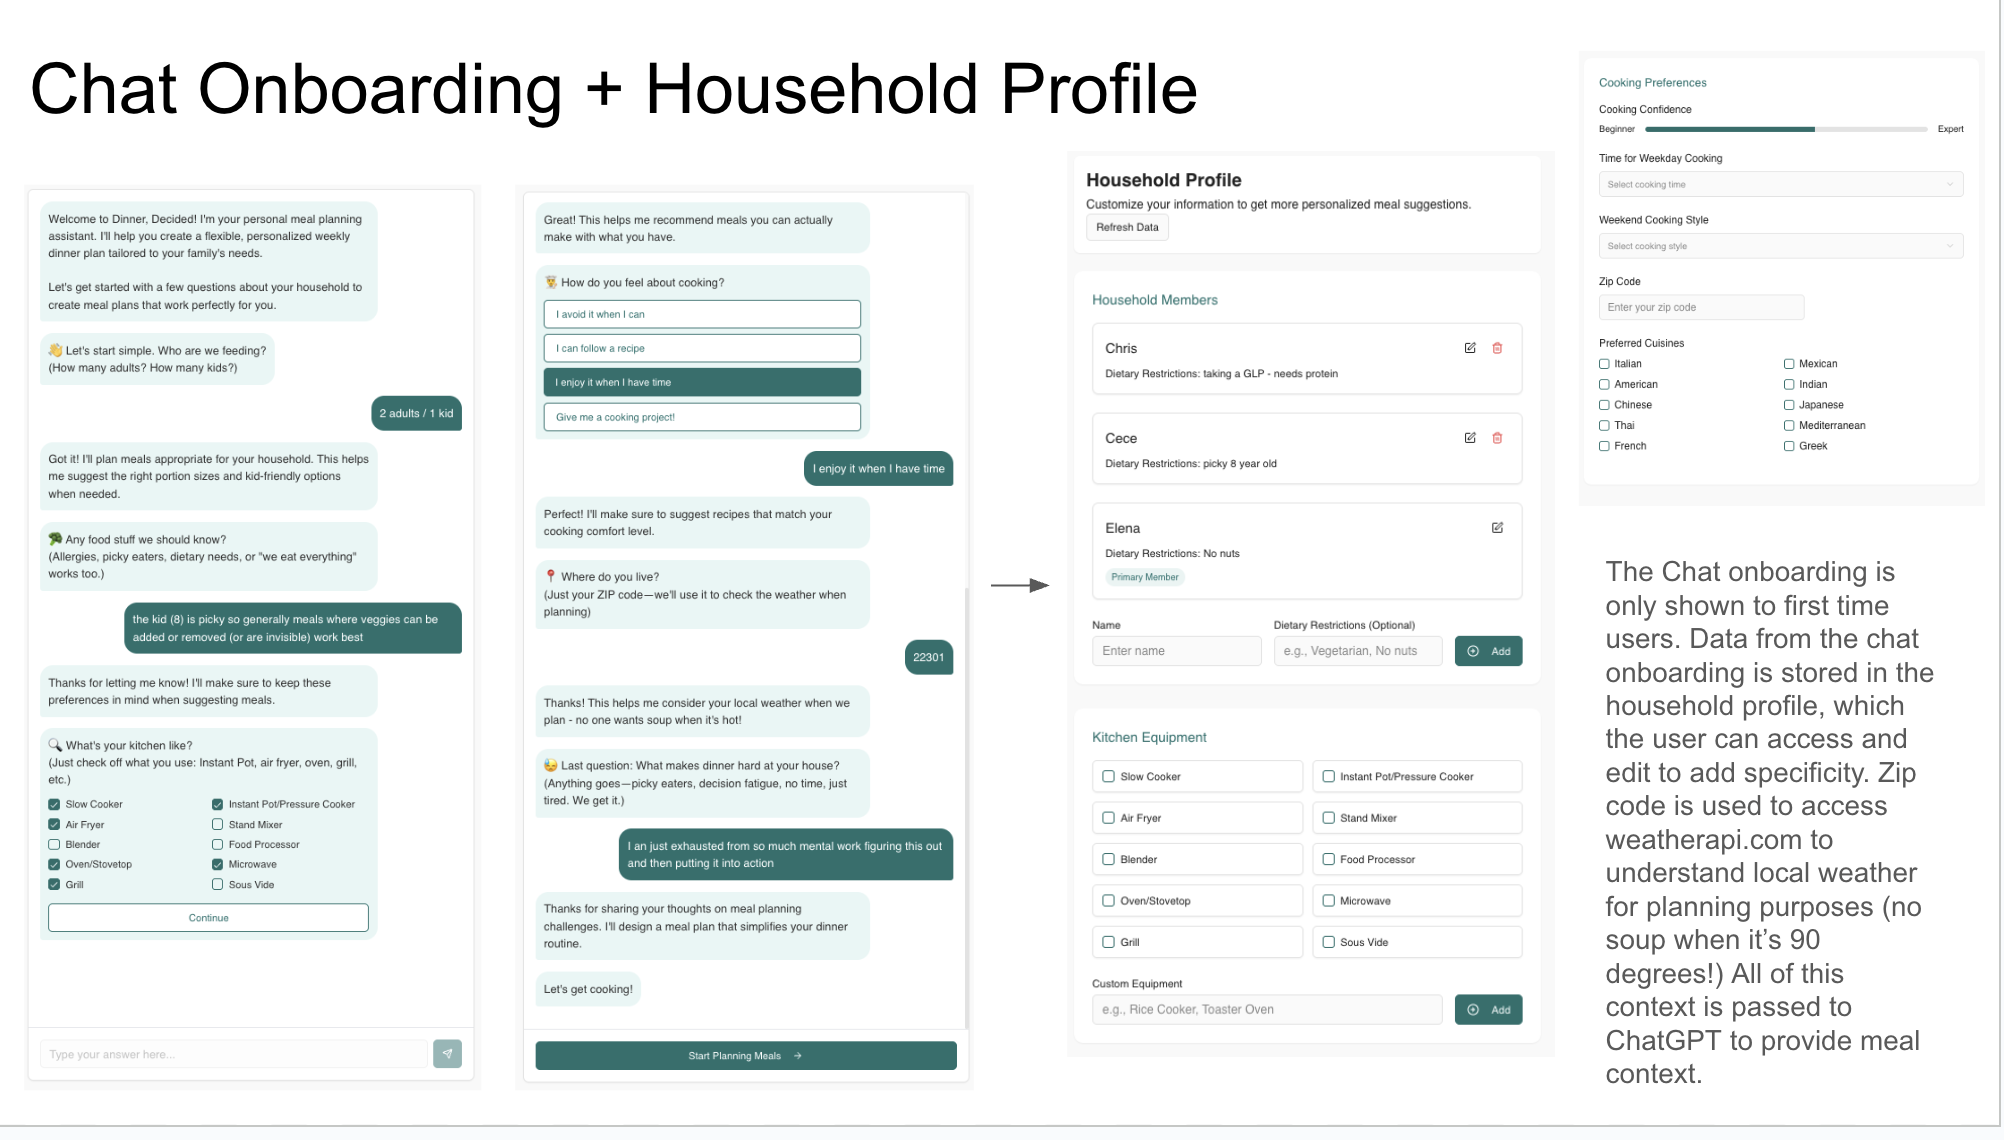 Chat Onboarding + Household Profile
Welcome to Dinner, Decided! I'm your personal meal planning
assistant. I'll help you create a flexible, personalized weekly
dinner plan tailored to your family's needs.
Let's get started with a few questions about your household to
create meal plans that work perfectly for you.
👋 Let's start simple. Who are we feeding?
(How many adults? How many kids?)
2 adults / 1 kid
Got it! I'll plan meals appropriate for your household. This helps
me suggest the right portion sizes and kid-friendly options
when needed.
🥦 Any food stuff we should know?
(Allergies, picky eaters, dietary needs, or "we eat everything"
works too.)
the kid (8) is picky so generally meals where veggies can be
added or removed (or are invisible) work best
Thanks for letting me know! I'll make sure to keep these
preferences in mind when suggesting meals.
🔍 What's your kitchen like?
(Just check off what you use: Instant Pot, air fryer, oven, grill,
etc.)
Slow Cooker
Instant Pot/Pressure Cooker
Air Fryer
Stand Mixer
Blender
Food Processor
Oven/Stovetop
Microwave
Grill
Sous Vide
Continue
Type your answer here...
Great! This helps me recommend meals you can actually
make with what you have.
👨‍🍳 How do you feel about cooking?
I avoid it when I can
I can follow a recipe
I enjoy it when I have time
Give me a cooking project!
I enjoy it when I have time
Perfect! I'll make sure to suggest recipes that match your
cooking comfort level.
📍 Where do you live?
(Just your ZIP code—we'll use it to check the weather when
planning)
22301
Thanks! This helps me consider your local weather when we
plan - no one wants soup when it's hot!
😓 Last question: What makes dinner hard at your house?
(Anything goes—picky eaters, decision fatigue, no time, just
tired. We get it.)
I an just exhausted from so much mental work figuring this out
and then putting it into action
Thanks for sharing your thoughts on meal planning
challenges. I'll design a meal plan that simplifies your dinner
routine.
Let's get cooking!
Start Planning Meals →
Household Profile
Customize your information to get more personalized meal suggestions.
Refresh Data
Household Members
Chris
Dietary Restrictions: taking a GLP - needs protein
Cece
Dietary Restrictions: picky 8 year old
Elena
Dietary Restrictions: No nuts
Primary Member
Name
Dietary Restrictions (Optional)
Enter name
e.g., Vegetarian, No nuts
Add
Kitchen Equipment
Slow Cooker
Instant Pot/Pressure Cooker
Air Fryer
Stand Mixer
Blender
Food Processor
Oven/Stovetop
Microwave
Grill
Sous Vide
Custom Equipment
e.g., Rice Cooker, Toaster Oven
Add
Cooking Preferences
Cooking Confidence
Beginner
Expert
Time for Weekday Cooking
Select cooking time
Weekend Cooking Style
Select cooking style
Zip Code
Enter your zip code
Preferred Cuisines
Italian
Mexican
American
Indian
Chinese
Japanese
Thai
Mediterranean
French
Greek
The Chat onboarding is
only shown to first time
users. Data from the chat
onboarding is stored in the
household profile, which
the user can access and
edit to add specificity. Zip
code is used to access
weatherapi.com to
understand local weather
for planning purposes (no
soup when it's 90
degrees!) All of this
context is passed to
ChatGPT to provide meal
context.